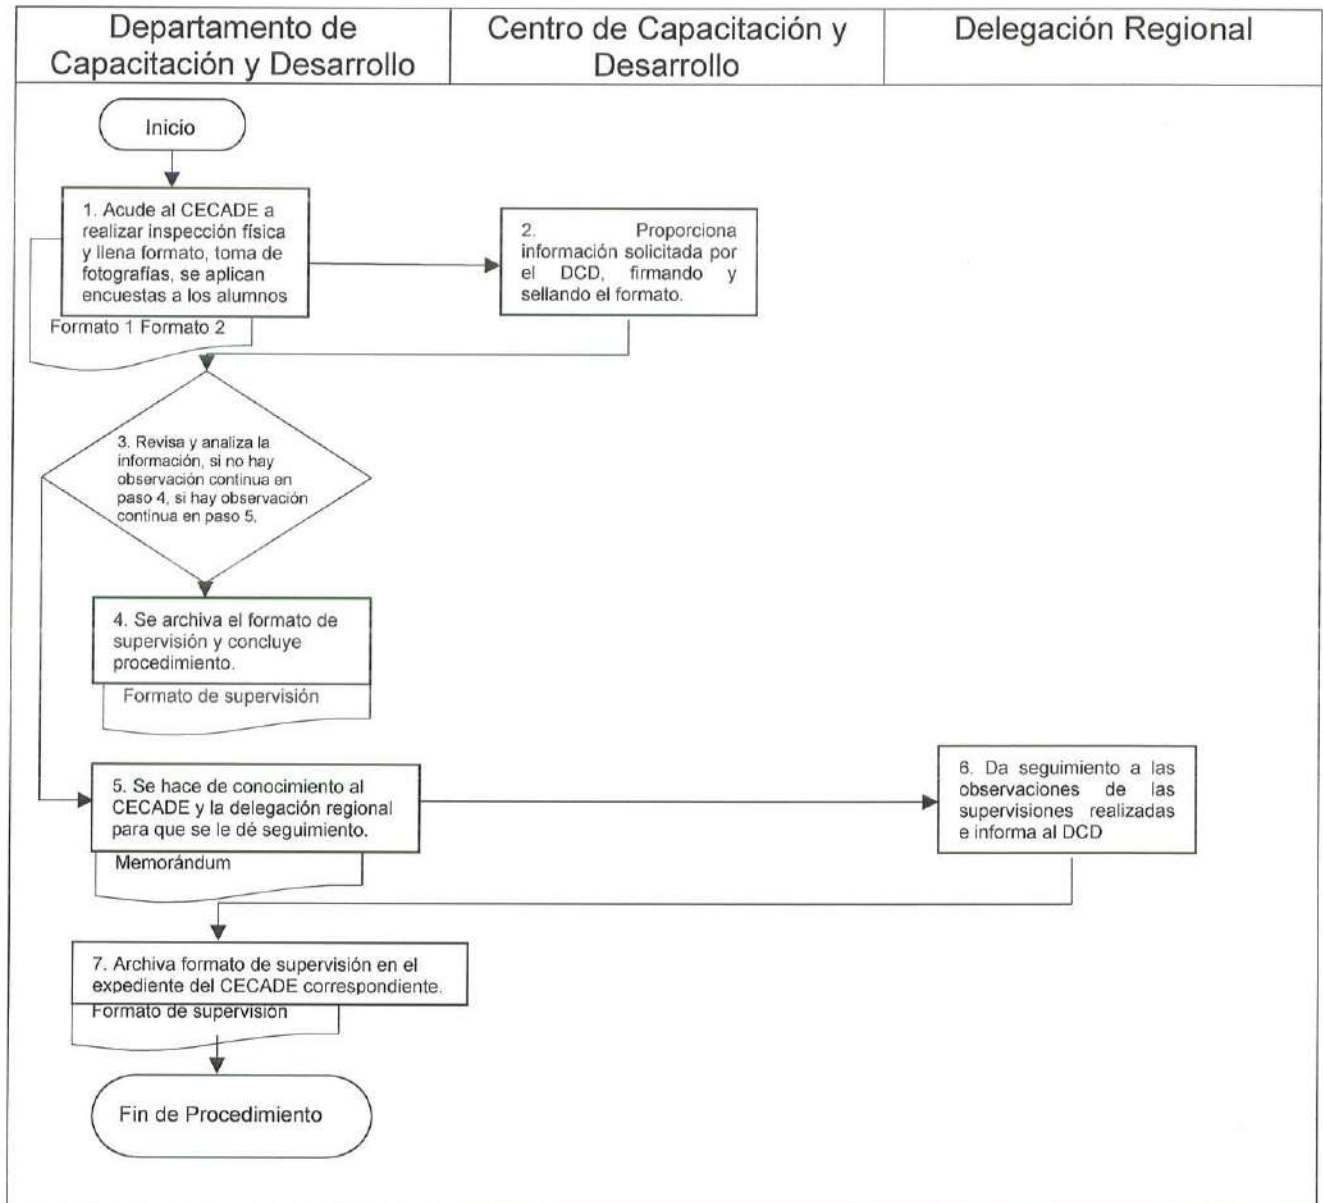 Departamento de
Capacitación y Desarrollo
Centro de Capacitación y
Desarrollo
Delegación Regional
Inicio
1. Acude al CECADE a
realizar inspección física
y llena formato, toma de
fotografías, se aplican
encuestas a los alumnos
Formato 1 Formato 2
2. Proporciona
información solicitada por
el DCD, firmando y
sellando el formato.
3. Revisa y analiza la
información, si no hay
observación continua en
paso 4, si hay observación
continua en paso 5.
4. Se archiva el formato de
supervisión y concluye
procedimiento.
Formato de supervisión
5. Se hace de conocimiento al
CECADE y la delegación regional
para que se le dé seguimiento.
Memorándum
6. Da seguimiento a las
observaciones de las
supervisiones realizadas
e informa al DCD
7. Archiva formato de supervisión en el
expediente del CECADE correspondiente.
Formato de supervisión
Fin de Procedimiento